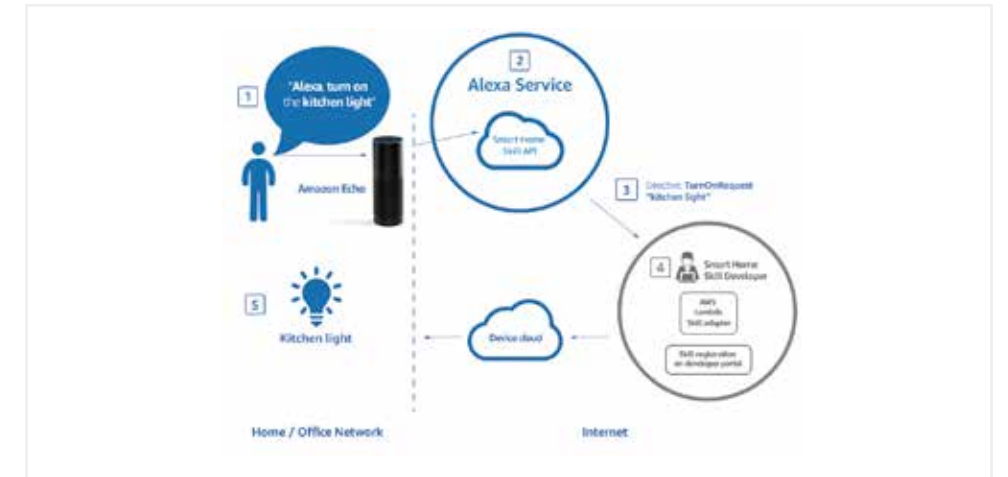 1
"Alexa, turn on
the kitchen light"
Amazon Echo
2
Alexa Service
Smart Home
Skill API
3
Directive: TurnOnRequest
"kitchen light"
4
Smart Home
Skill Developer
AWS
Lambda
Skill adapter
Skill registration
on developer portal
Device cloud
5
Kitchen light
Home / Office Network
Internet